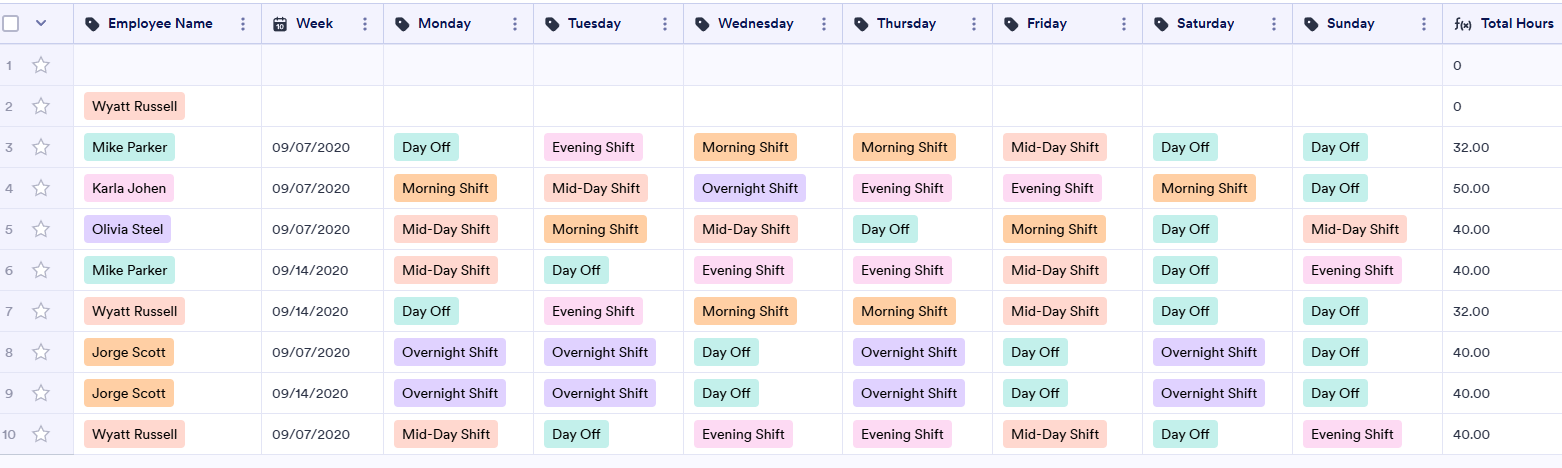 Employee Name Week Monday Tuesday Wednesday Thursday Friday Saturday Sunday f(x) Total Hours
1 0
2 Wyatt Russell 0
3 Mike Parker 09/07/2020 Day Off Evening Shift Morning Shift Morning Shift Mid-Day Shift Day Off Day Off 32.00
4 Karla Johen 09/07/2020 Morning Shift Mid-Day Shift Overnight Shift Evening Shift Evening Shift Morning Shift Day Off 50.00
5 Olivia Steel 09/07/2020 Mid-Day Shift Morning Shift Mid-Day Shift Day Off Morning Shift Day Off Mid-Day Shift 40.00
6 Mike Parker 09/14/2020 Mid-Day Shift Day Off Evening Shift Evening Shift Mid-Day Shift Day Off Evening Shift 40.00
7 Wyatt Russell 09/14/2020 Day Off Evening Shift Morning Shift Morning Shift Mid-Day Shift Day Off Day Off 32.00
8 Jorge Scott 09/07/2020 Overnight Shift Overnight Shift Day Off Overnight Shift Day Off Overnight Shift Day Off 40.00
9 Jorge Scott 09/14/2020 Overnight Shift Overnight Shift Day Off Overnight Shift Day Off Overnight Shift Day Off 40.00
10 Wyatt Russell 09/07/2020 Mid-Day Shift Day Off Evening Shift Evening Shift Mid-Day Shift Day Off Evening Shift 40.00